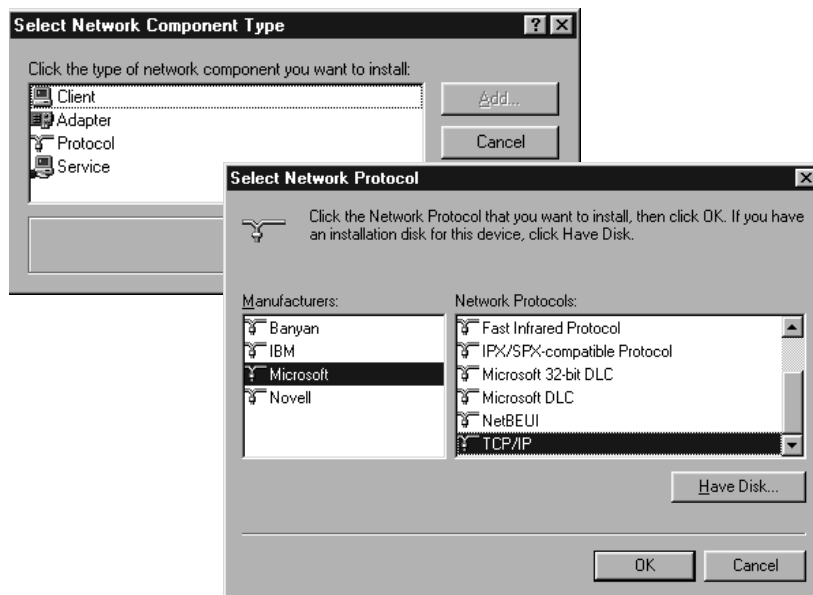 Select Network Component Type
Click the type of network component you want to install:
Client
Adapter
Protocol
Service
Add...
Cancel
Select Network Protocol
Click the Network Protocol that you want to install, then click OK. If you have
an installation disk for this device, click Have Disk.
Manufacturers:
Banyan
IBM
Microsoft
Novell
Network Protocols:
Fast Infrared Protocol
IPX/SPX-compatible Protocol
Microsoft 32-bit DLC
Microsoft DLC
NetBEUI
TCP/IP
Have Disk...
OK
Cancel